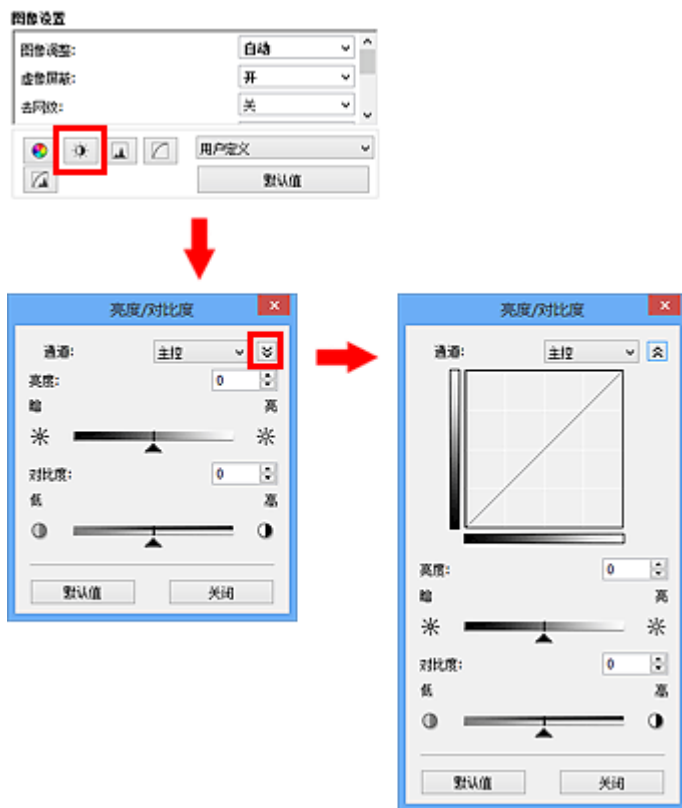 图像设置
图像调整: 自动
虚像屏蔽: 开
去网纹: 关
用户定义
默认值
亮度/对比度
通道: 主控
亮度: 0
暗 亮
对比度: 0
低 高
默认值 关闭
亮度/对比度
通道: 主控
亮度: 0
暗 亮
对比度: 0
低 高
默认值 关闭